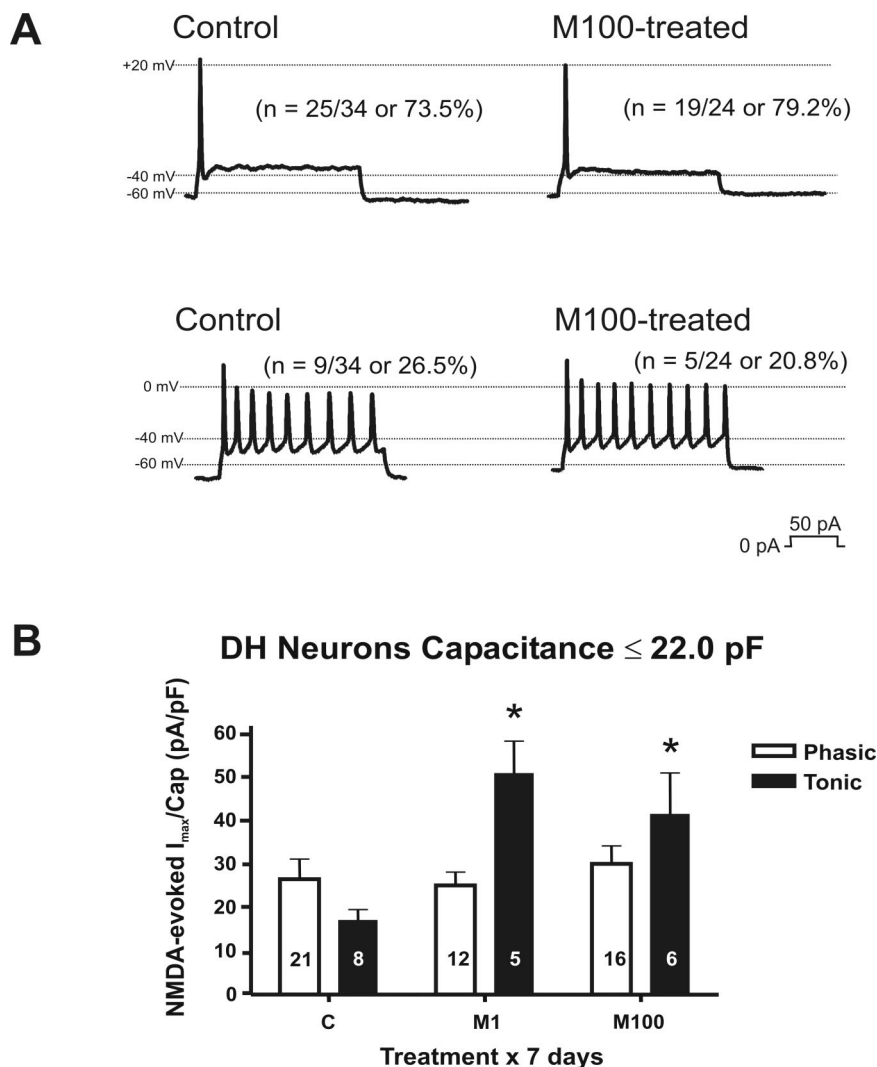 A
Control M100-treated
+20 mV
(n = 25/34 or 73.5%) (n = 19/24 or 79.2%)
-40 mV
-60 mV
Control M100-treated
(n = 9/34 or 26.5%) (n = 5/24 or 20.8%)
0 mV
-40 mV
-60 mV
50 pA
0 pA
B
DH Neurons Capacitance ≤ 22.0 pF
NMDA-evoked Imax/Cap (pA/pF)
60
50
40
30
20
10
0
* *
Phasic
Tonic
21 8 12 5 16 6
C M1 M100
Treatment x 7 days